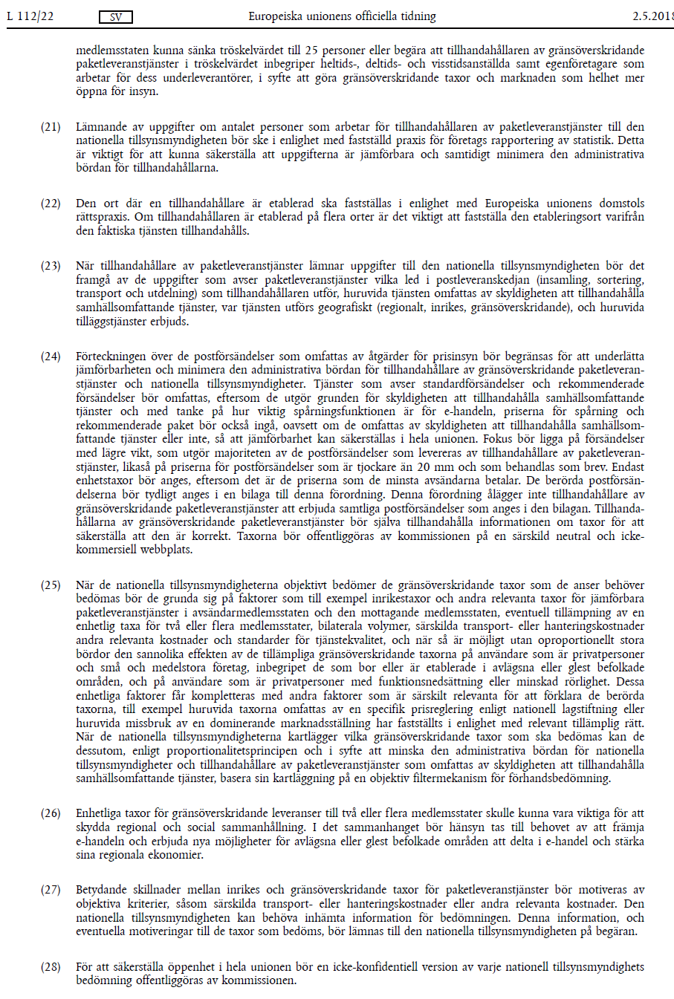 L 112/22 SV Europeiska unionens officiella tidning 2.5.2018
medlemsstaten kunna sänka tröskelvärdet till 25 personer eller begära att tillhandahållaren av gränsöverskridande
paketleveranstjänster i tröskelvärdet inbegriper heltids-, deltids- och visstidsanställda samt egenföretagare som
arbetar för dess underleverantörer, i syfte att göra gränsöverskridande taxor och marknaden som helhet mer
öppna för insyn.
(21) Lämnande av uppgifter om antalet personer som arbetar för tillhandahållaren av paketleveranstjänster till den
nationella tillsynsmyndigheten bör ske i enlighet med fastställd praxis för företags rapportering av statistik. Detta
är viktigt för att kunna säkerställa att uppgifterna är jämförbara och samtidigt minimera den administrativa
bördan för tillhandahållarna.
(22) Den ort där en tillhandahållare är etablerad ska fastställas i enlighet med Europeiska unionens domstols
rättspraxis. Om tillhandahållaren är etablerad på flera orter är det viktigt att fastställa den etableringsort varifrån
den faktiska tjänsten tillhandahålls.
(23) När tillhandahållare av paketleveranstjänster lämnar uppgifter till den nationella tillsynsmyndigheten bör det
framgå av de uppgifter som avser paketleveranstjänster vilka led i postleveranskedjan (insamling, sortering,
transport och utdelning) som tillhandahållaren utför, huruvida tjänsten omfattas av skyldigheten att tillhandahålla
samhällsomfattande tjänster, var tjänsten utförs geografiskt (regionalt, inrikes, gränsöverskridande), och huruvida
tilläggstjänster erbjuds.
(24) Förteckningen över de postförsändelser som omfattas av åtgärder för prisinsyn bör begränsas för att underlätta
jämförbarheten och minimera den administrativa bördan för tillhandahållare av gränsöverskridande paketleveran-
stjänster och nationella tillsynsmyndigheter. Tjänster som avser standardförsändelser och rekommenderade
försändelser bör omfattas, eftersom de utgör grunden för skyldigheten att tillhandahålla samhällsomfattande
tjänster och med tanke på hur viktig spårningsfunktionen är för e-handeln, priserna för spårning och
rekommenderade paket bör också ingå, oavsett om de omfattas av skyldigheten att tillhandahålla samhällsom-
fattande tjänster eller inte, så att jämförbarhet kan säkerställas i hela unionen. Fokus bör ligga på försändelser
med lägre vikt, som utgör majoriteten av de postförsändelser som levereras av tillhandahållare av paketleveran-
stjänster, likaså på priserna för postförsändelser som är tjockare än 20 mm och som behandlas som brev. Endast
enhetstaxor bör anges, eftersom det är de priserna som de minsta avsändarna betalar. De berörda postförsän-
delserna bör tydligt anges i en bilaga till denna förordning. Denna förordning ålägger inte tillhandahållare av
gränsöverskridande paketleveranstjänster att erbjuda samtliga postförsändelser som anges i den bilagan. Tillhanda-
hållarna av gränsöverskridande paketleveranstjänster bör själva tillhandahålla informationen om taxor för att
säkerställa att den är korrekt. Taxorna bör offentliggöras av kommissionen på en särskild neutral och icke-
kommersiell webbplats.
(25) När de nationella tillsynsmyndigheterna objektivt bedömer de gränsöverskridande taxor som de anser behöver
bedömas bör de grunda sig på faktorer som till exempel inrikestaxor och andra relevanta taxor för jämförbara
paketleveranstjänster i avsändarmedlemsstaten och den mottagande medlemsstaten, eventuell tillämpning av en
enhetlig taxa för två eller flera medlemsstater, bilaterala volymer, särskilda transport- eller hanteringskostnader
andra relevanta kostnader och standarder för tjänstekvalitet, och när så är möjligt utan oproportionellt stora
bördor den sannolika effekten av de tillämpliga gränsöverskridande taxorna på användare som är privatpersoner
och små och medelstora företag, inbegripet de som bor eller är etablerade i avlägsna eller glest befolkade
områden, och på användare som är privatpersoner med funktionsnedsättning eller minskad rörlighet. Dessa
enhetliga faktorer får kompletteras med andra faktorer som är särskilt relevanta för att förklara de berörda
taxorna, till exempel huruvida taxorna omfattas av en specifik prisreglering enligt nationell lagstiftning eller
huruvida missbruk av en dominerande marknadsställning har fastställts i enlighet med relevant tillämplig rätt.
När de nationella tillsynsmyndigheterna kartlägger vilka gränsöverskridande taxor som ska bedömas kan de
dessutom, enligt proportionalitetsprincipen och i syfte att minska den administrativa bördan för nationella
tillsynsmyndigheter och tillhandahållare av paketleveranstjänster som omfattas av skyldigheten att tillhandahålla
samhällsomfattande tjänster, basera sin kartläggning på en objektiv filtermekanism för förhandsbedömning.
(26) Enhetliga taxor för gränsöverskridande leveranser till två eller flera medlemsstater skulle kunna vara viktiga för att
skydda regional och social sammanhållning. I det sammanhanget bör hänsyn tas till behovet av att främja
e-handeln och erbjuda nya möjligheter för avlägsna eller glest befolkade områden att delta i e-handel och stärka
sina regionala ekonomier.
(27) Betydande skillnader mellan inrikes och gränsöverskridande taxor för paketleveranstjänster bör motiveras av
objektiva kriterier, såsom särskilda transport- eller hanteringskostnader eller andra relevanta kostnader. Den
nationella tillsynsmyndigheten kan behöva inhämta information för bedömningen. Denna information, och
eventuella motiveringar till de taxor som bedöms, bör lämnas till den nationella tillsynsmyndigheten på begäran.
(28) För att säkerställa öppenhet i hela unionen bör en icke-konfidentiell version av varje nationell tillsynsmyndighets
bedömning offentliggöras av kommissionen.